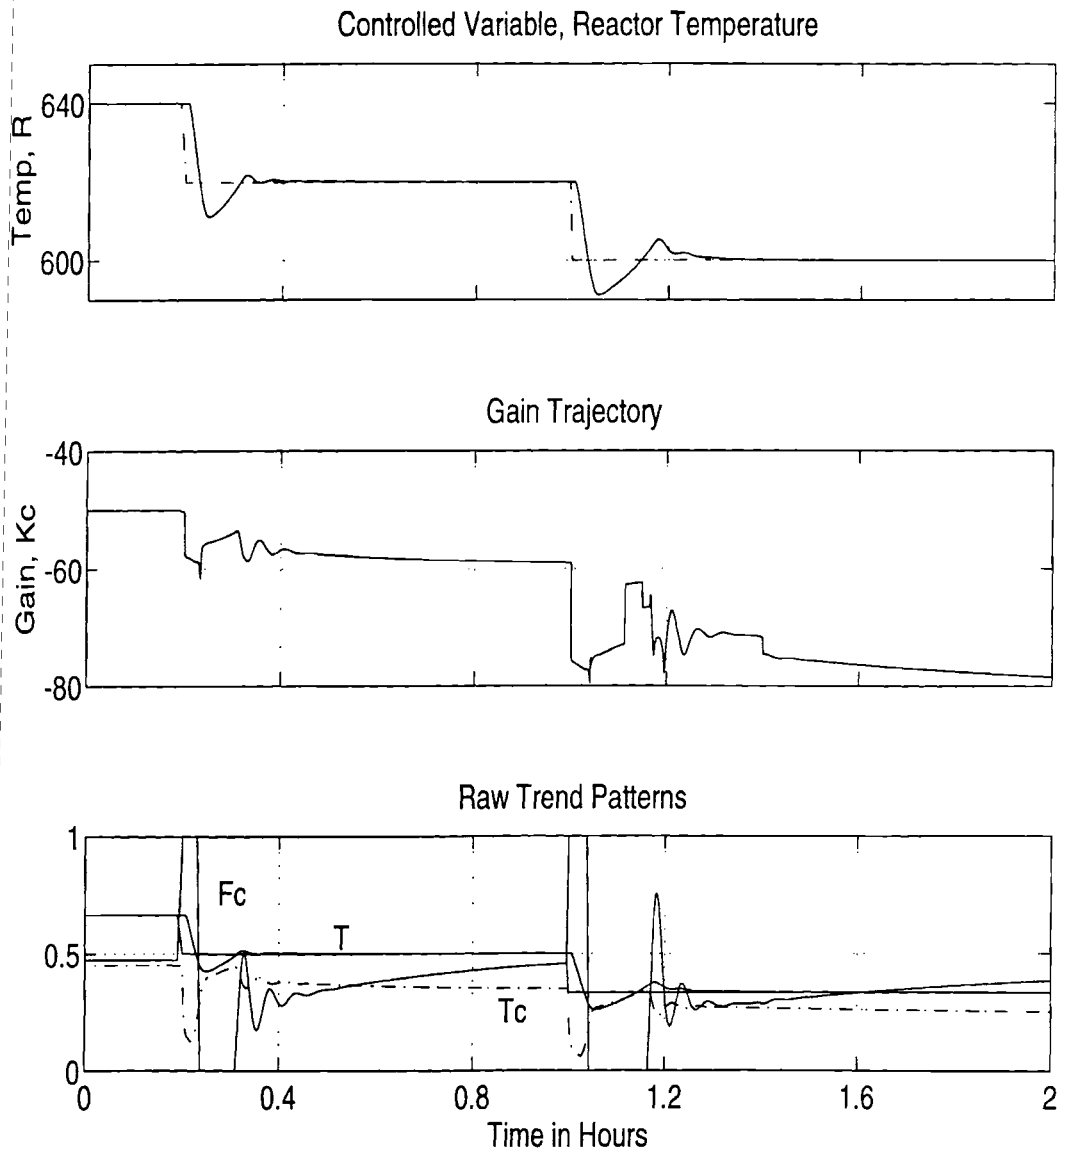 Controlled Variable, Reactor Temperature
640
Temp, R
600
Gain Trajectory
-40
Gain, Kc
-60
-80
Raw Trend Patterns
1
Fc
T
0.5
Tc
0
0 0.4 0.8 1.2 1.6 2
Time in Hours